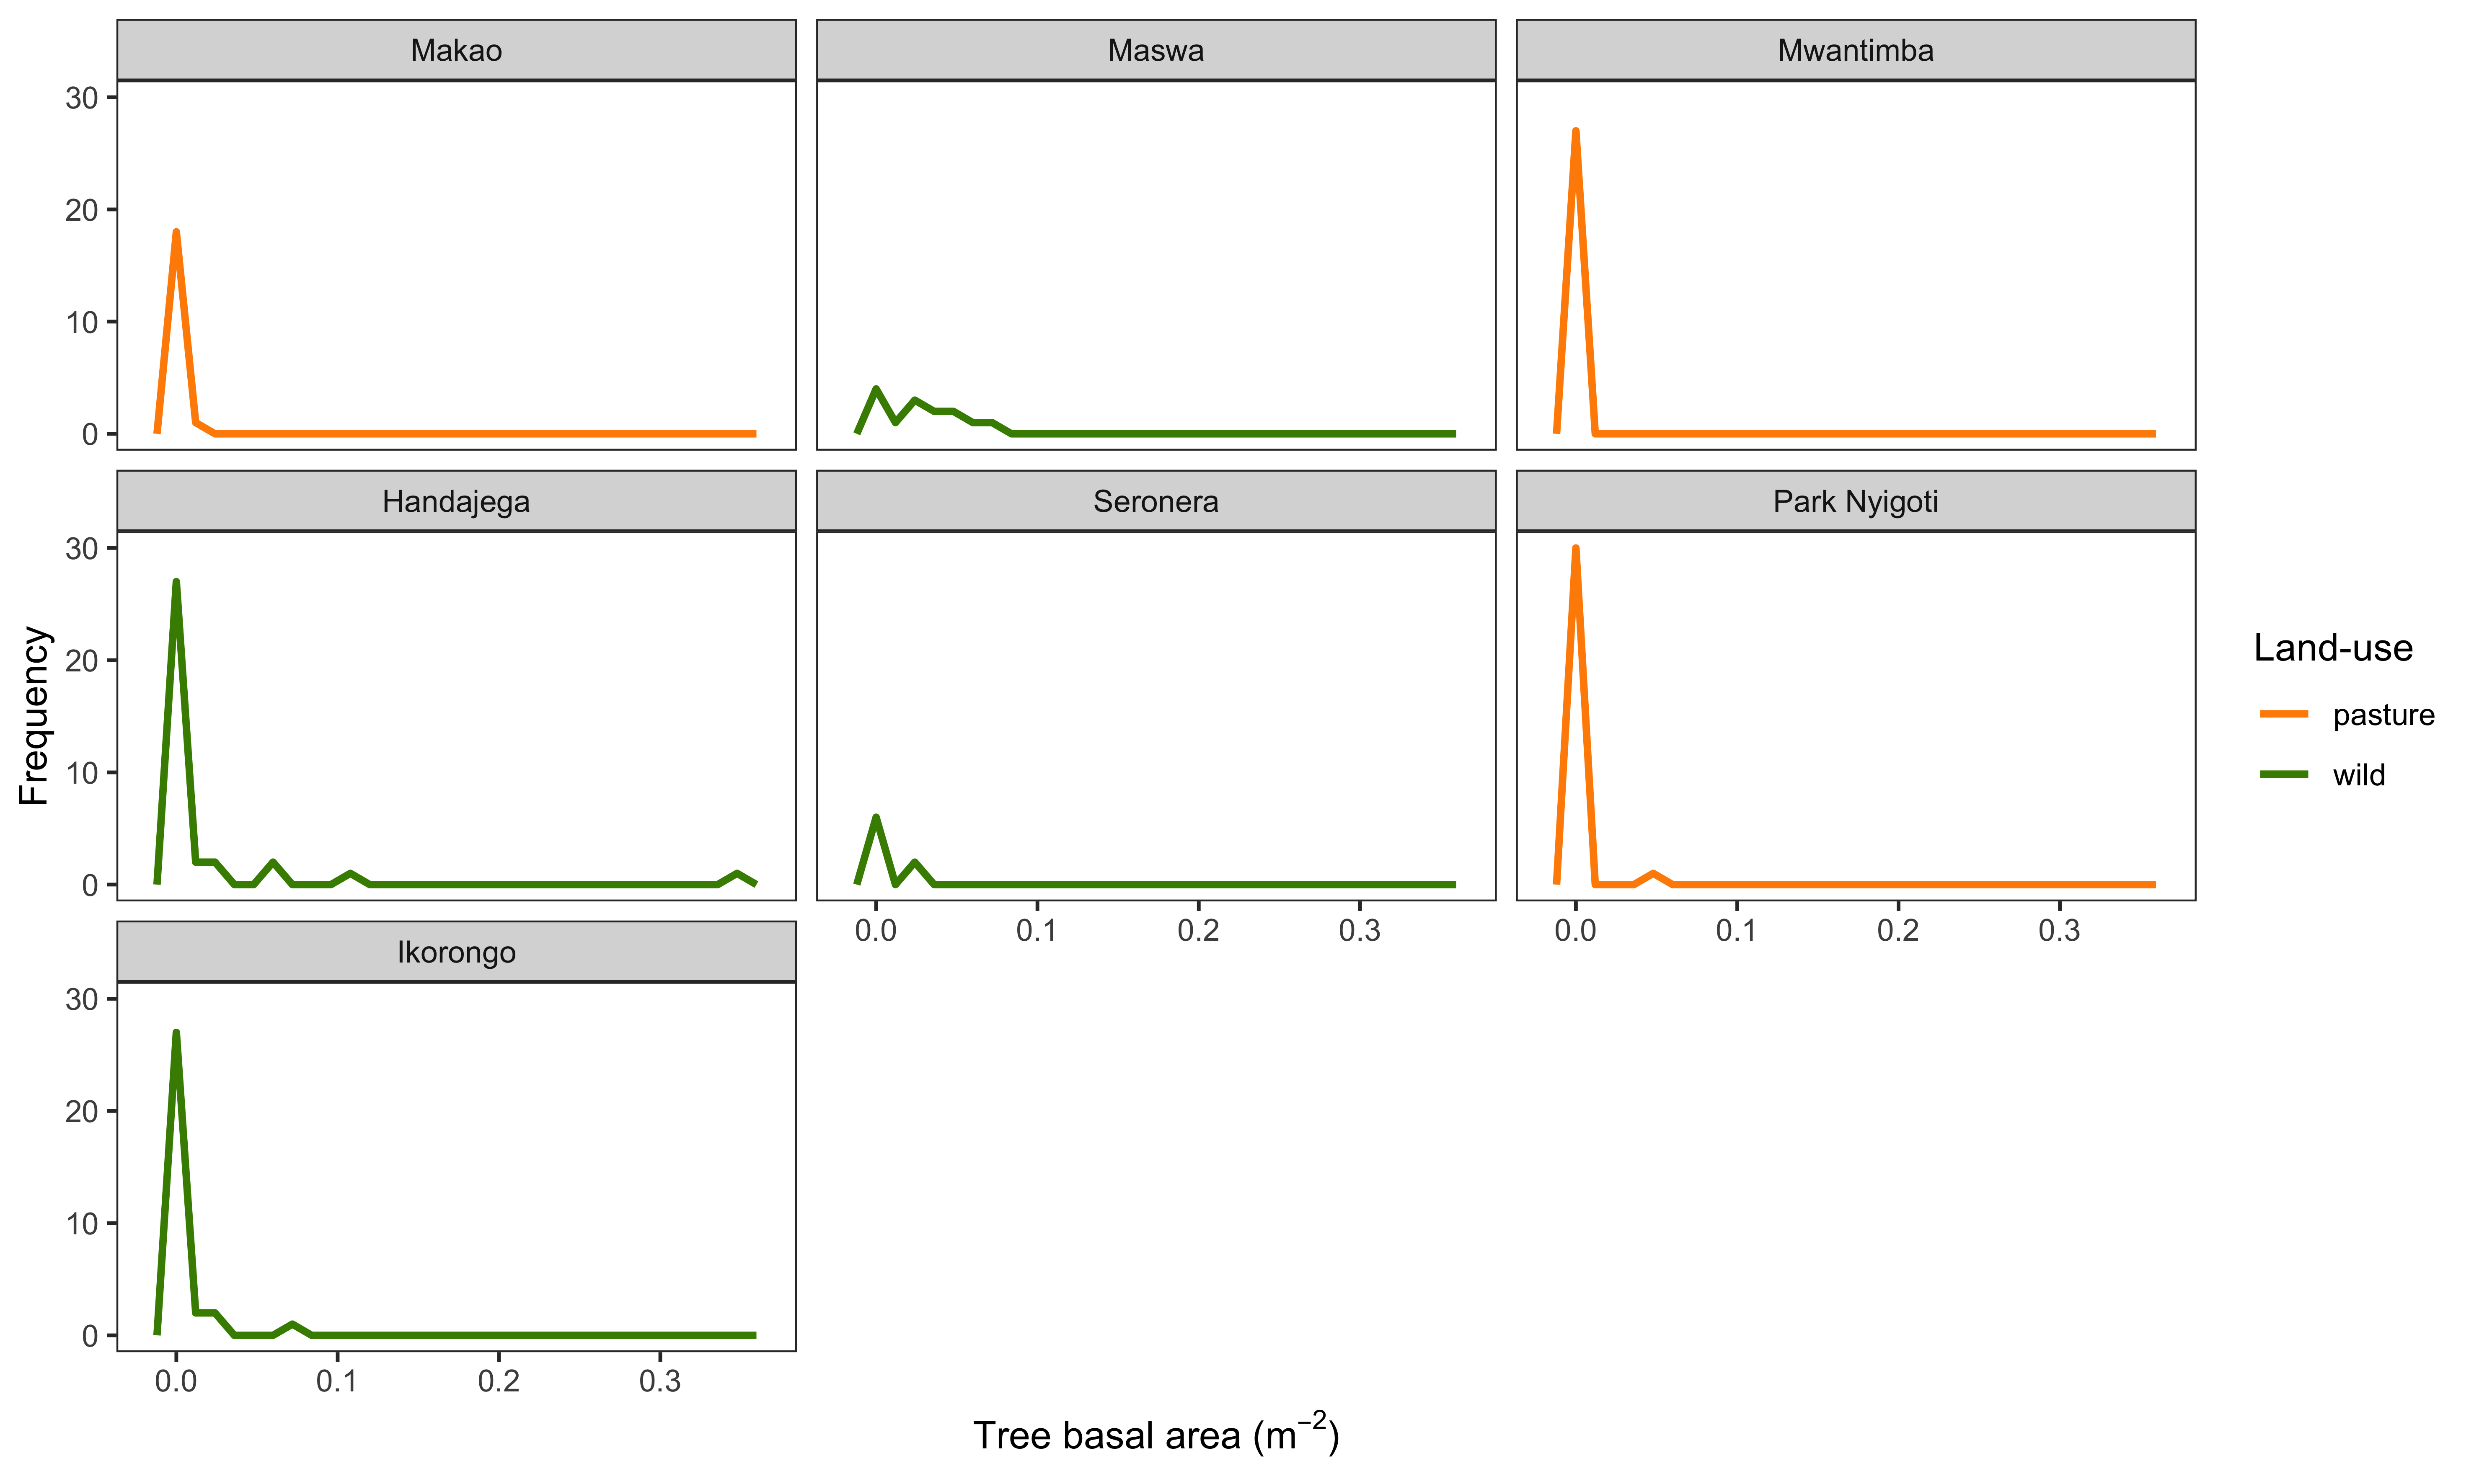 Makao
Maswa
Mwantimba
30
20
10
0
Handajega
Seronera
Park Nyigoti
30
20
10
0
0.0 0.1 0.2 0.3
0.0 0.1 0.2 0.3
Ikorongo
30
20
10
0
0.0 0.1 0.2 0.3
Frequency
Tree basal area (m⁻²)
Land-use
pasture
wild